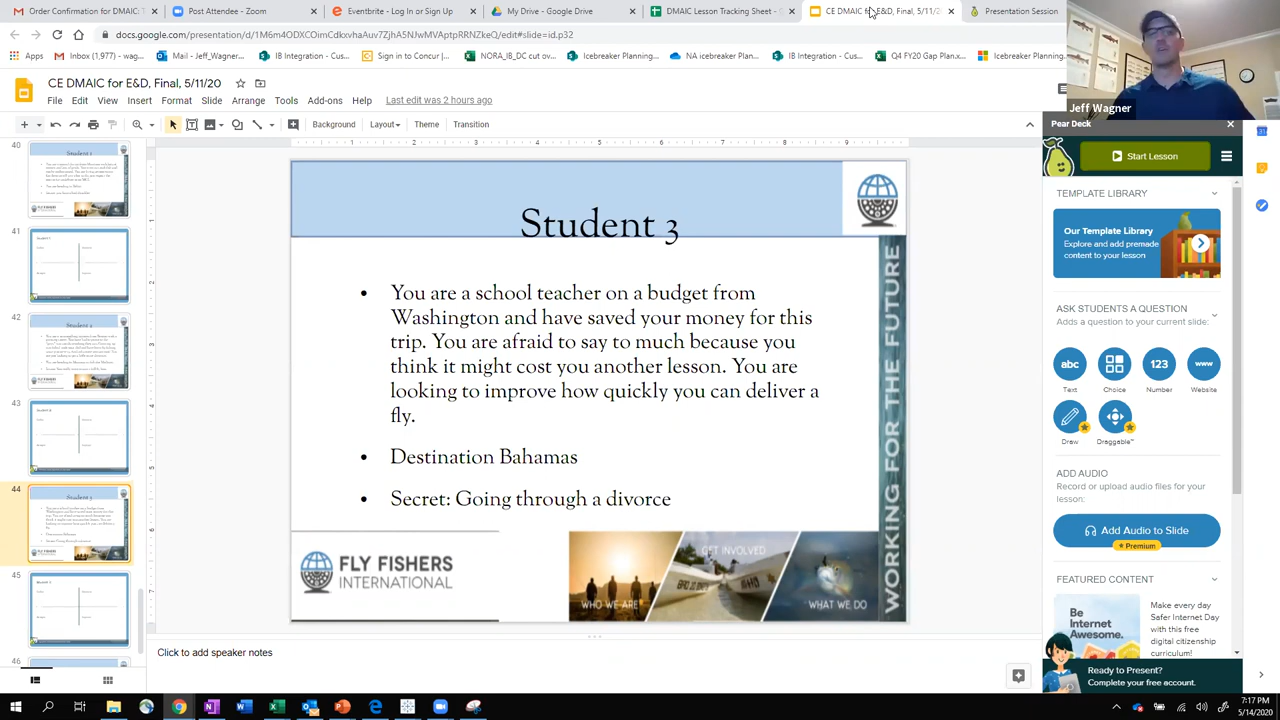 Order Confirmation for
Post Attendee - Zoom
Eventbrite - Log In or Sign Up
My Drive - Google Drive
DMAIC Lesson Tracking Sheet -
CE DMAIC for E&D, Final, 5/11/2
Presentation Session
docs.google.com/presentation/d/
/edit#slide=id.p32
Apps
Inbox (1,977) - wag...
Welcome, Jeff_Wagner...
NORA_IB_DC cut ov...
Icebreaker Planning...
IB Integration - Cus...
Sign in to Concur |...
NA icebreaker Plan...
IB Integration - Cus...
Q4 FY20 Gap Plan.x...
Icebreaker Planning...
Jeff Wagner
CE DMAIC for E&D, Final, 5/11/20
File Edit View Insert Format Slide Arrange Tools Add-ons Help Last edit was 2 hours ago
Background Layout Theme Transition
Pear Deck
Start Lesson
TEMPLATE LIBRARY
Our Template Library
Explore and add premade
content to your lesson
ASK STUDENTS A QUESTION
Adds a question to your current slide:
abc
123
www
Text
Choice
Number
Website
Draw
Draggable™
ADD AUDIO
Record or upload audio files for your
lesson:
Add Audio to Slide
Premium
FEATURED CONTENT
Be
Internet
Awesome.
Make every day
Safer Internet Day
with this free
digital citizenship
curriculum!
Ready to Present?
Complete your free account.
40
41
42
43
44
45
46
Student 3
• You are a school teacher on a budget from
Washington and have saved your money for this
trip. You are afraid to say to much because you
think it might cost you another lesson. You are
looking to improve how quickly you can deliver a
fly.
• Destination Bahamas
• Secret: Going through a divorce
WORKING FOR THE FUTURE
FLY FISHERS
INTERNATIONAL
WHO WE ARE
GET INVOLVED
WHAT WE DO
Click to add speaker notes
7:17 PM
5/14/2020